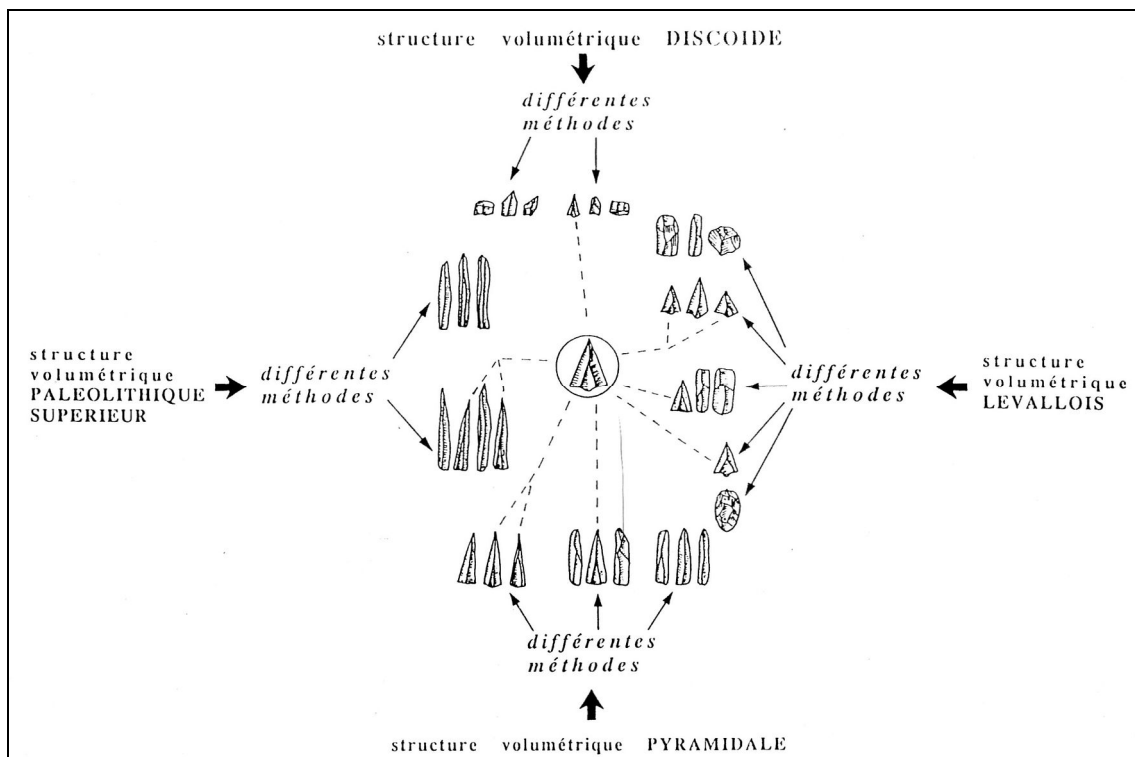 structure volumétrique DISCOIDE
différentes
méthodes
structure
volumétrique
PALEOLITHIQUE
SUPERIEUR
différentes
méthodes
différentes
méthodes
structure
volumétrique
LEVALLOIS
différentes
méthodes
structure volumétrique PYRAMIDALE